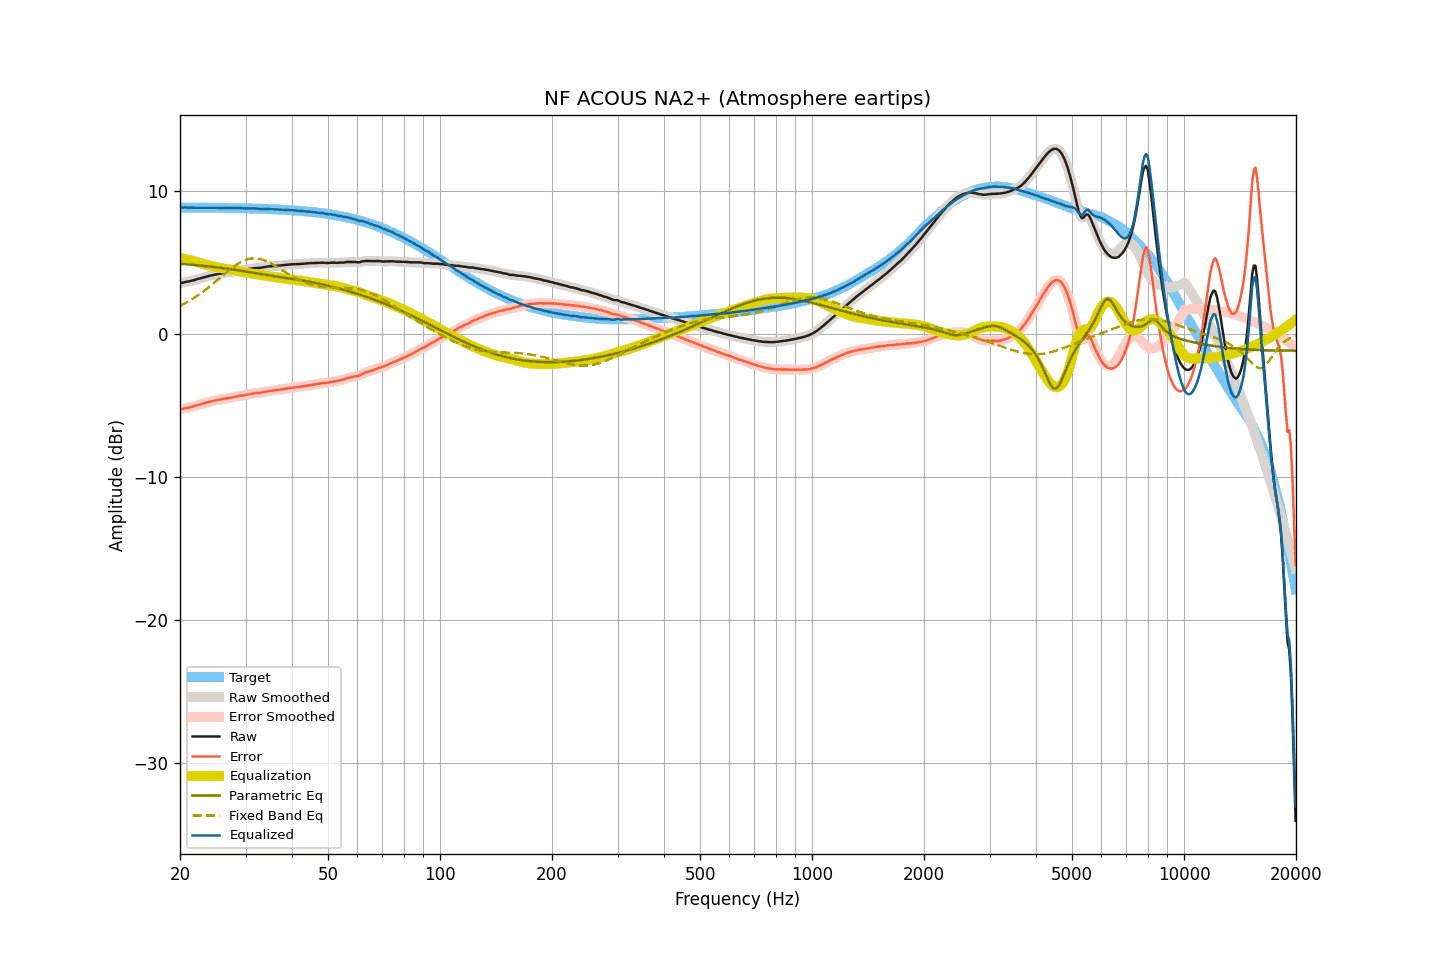 NF ACOUS NA2+ (Atmosphere eartips)
Amplitude (dBr)
10
0
−10
−20
−30
Target
Raw Smoothed
Error Smoothed
Raw
Error
Equalization
Parametric Eq
Fixed Band Eq
Equalized
20 50 100 200 500 1000 2000 5000 10000 20000
Frequency (Hz)